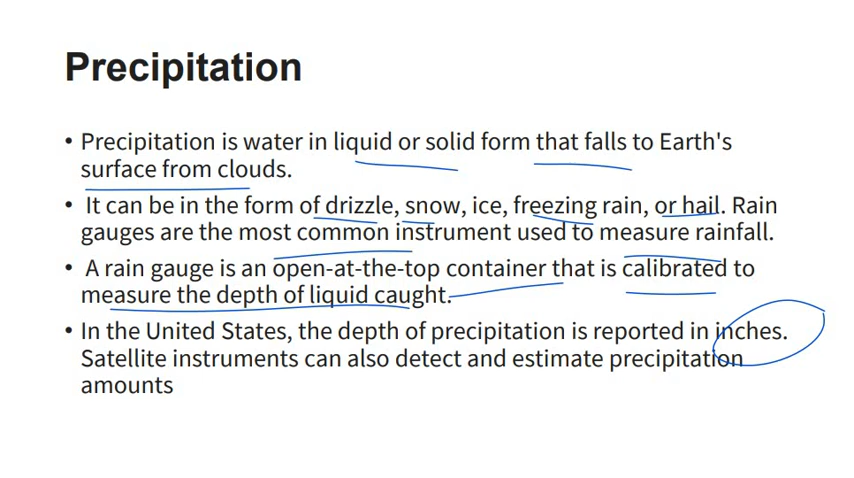 Precipitation
• Precipitation is water in liquid or solid form that falls to Earth's
surface from clouds.
• It can be in the form of drizzle, snow, ice, freezing rain, or hail. Rain
gauges are the most common instrument used to measure rainfall.
• A rain gauge is an open-at-the-top container that is calibrated to
measure the depth of liquid caught.
• In the United States, the depth of precipitation is reported in inches.
Satellite instruments can also detect and estimate precipitation
amounts